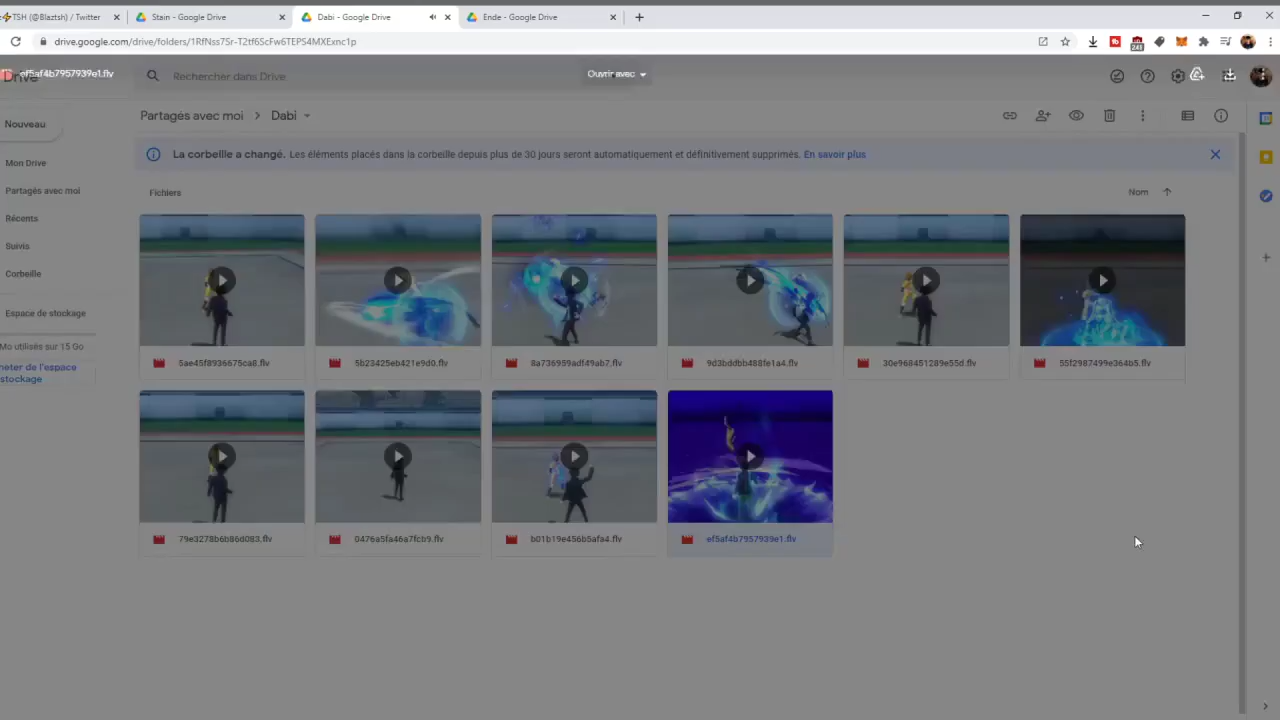 TSH (@Blaztsh) / Twitter
Stain - Google Drive
Dabi - Google Drive
Ende - Google Drive
drive.google.com/drive/folders/1RfNss7Sr-T2tf6ScFw6TEPS4MXExnc1p
241
Drive
ef5af4b7957939e1.flv
Rechercher dans Drive
Ouvrir avec
Nouveau
Partagés avec moi
Dabi
La corbeille a changé. Les éléments placés dans la corbeille depuis plus de 30 jours seront automatiquement et définitivement supprimés. En savoir plus
Mon Drive
Partagés avec moi
Récents
Suivis
Corbeille
Espace de stockage
Mo utilisés sur 15 Go
heter de l'espace
stockage
Fichiers
Nom
5ae45f8936675ca8.flv
5b23425eb421e9d0.flv
8a736959adf49ab7.flv
9d3bddbb488fe1a4.flv
30e968451289e55d.flv
55f2987499e364b5.flv
79e3278b6b86d083.flv
0476a5fa46a7fcb9.flv
b01b19e456b5afa4.flv
ef5af4b7957939e1.flv